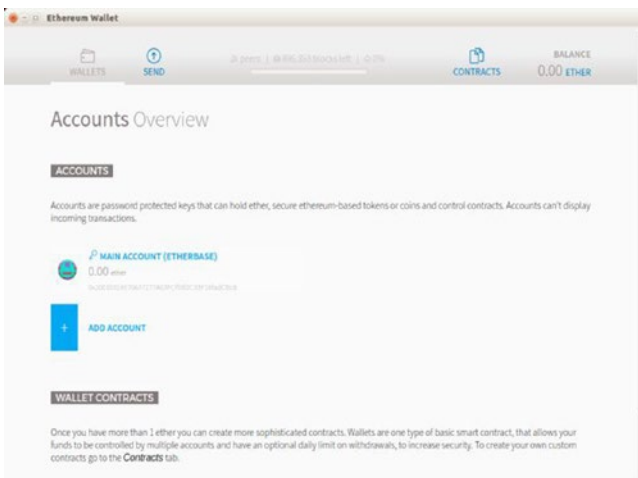 Ethereum Wallet
WALLETS
SEND
CONTRACTS
BALANCE
0.00 ETHER
Accounts Overview
ACCOUNTS
Accounts are password protected keys that can hold ether, secure ethereum-based tokens or coins and control contracts. Accounts can't display
incoming transactions.
MAIN ACCOUNT (ETHERBASE)
0.00 ether
+ ADD ACCOUNT
WALLET CONTRACTS
Once you have more than 1 ether you can create more sophisticated contracts. Wallets are one type of basic smart contract, that allows your
funds to be controlled by multiple accounts and have an optional daily limit on withdrawals, to increase security. To create your own custom
contracts go to the Contracts tab.